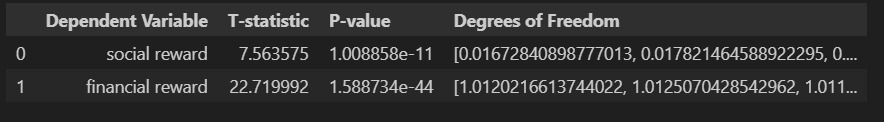 Dependent Variable T-statistic P-value Degrees of Freedom
0 social reward 7.563575 1.008858e-11 [0.01672840898777013, 0.017821464588922295, 0....
1 financial reward 22.719992 1.588734e-44 [1.0120216613744022, 1.0125070428542962, 1.011...